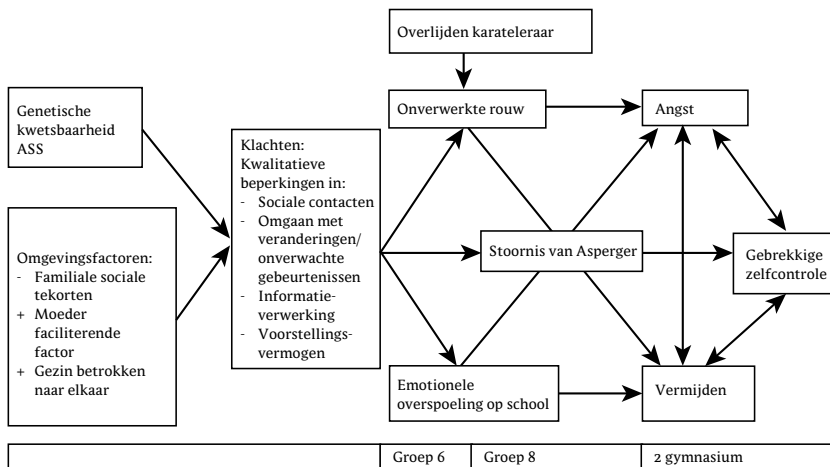 Overlijden karateleraar
Genetische
kwetsbaarheid
ASS
Onverwerkte rouw
Angst
Klachten:
Kwalitatieve
beperkingen in:
- Sociale contacten
- Omgaan met
veranderingen/
onverwachte
gebeurtenissen
- Informatie-
verwerking
- Voorstellings-
vermogen
Omgevingsfactoren:
- Familiale sociale
tekorten
+ Moeder
faciliterende
factor
+ Gezin betrokken
naar elkaar
Stoornis van Asperger
Gebrekkige
zelfcontrole
Emotionele
overspoeling op school
Vermijden
Groep 6
Groep 8
2 gymnasium